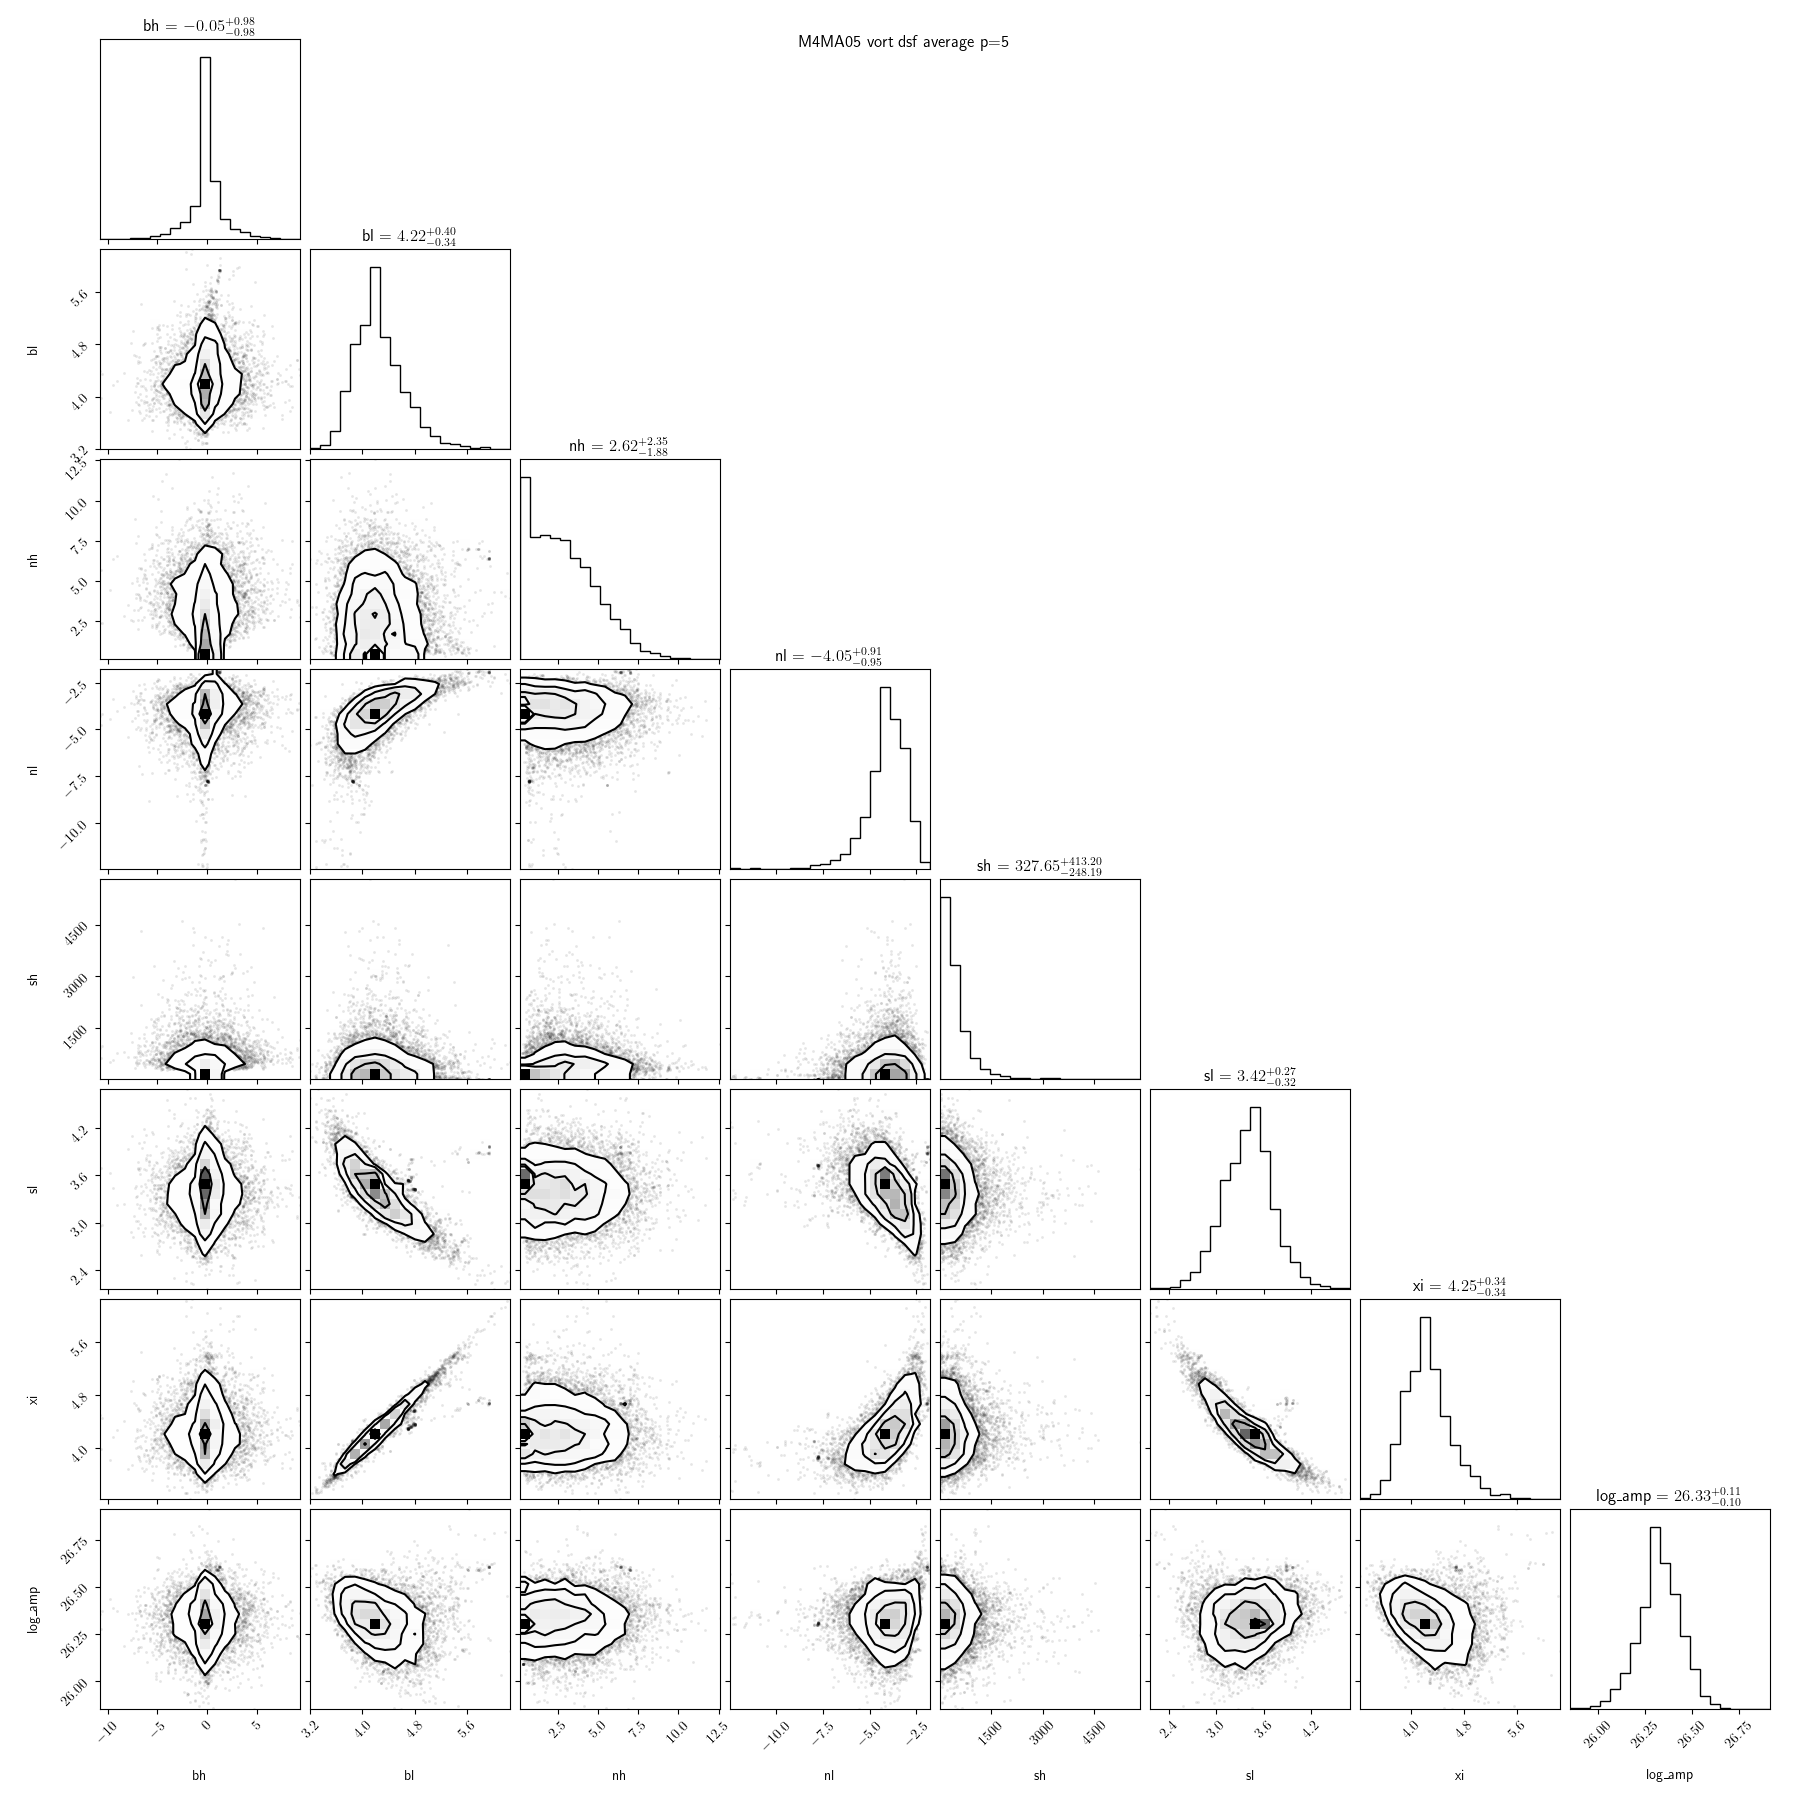 bh = −0.05+0.98−0.98
M4MA05 vort dsf average p=5
bl = 4.22+0.40−0.34
bl
5.6
4.8
4.0
3.2
nh = 2.62+2.35−1.88
nh
12.5
10.0
7.5
5.0
2.5
nl = −4.05+0.91−0.95
nl
−2.5
−5.0
−7.5
−10.0
sh = 327.65+413.20−248.19
sh
4500
3000
1500
sl = 3.42+0.27−0.32
sl
4.2
3.6
3.0
2.4
xi = 4.25+0.34−0.34
xi
5.6
4.8
4.0
log_amp = 26.33+0.11−0.10
log_amp
26.75
26.50
26.25
26.00
−10 −5 0 5 3.2 4.0 4.8 5.6 2.5 5.0 7.5 10.0 12.5 −10.0 −7.5 −5.0 −2.5 1500 3000 4500 2.4 3.0 3.6 4.2 4.0 4.8 5.6 26.00 26.25 26.50 26.75
bh bl nh nl sh sl xi log_amp